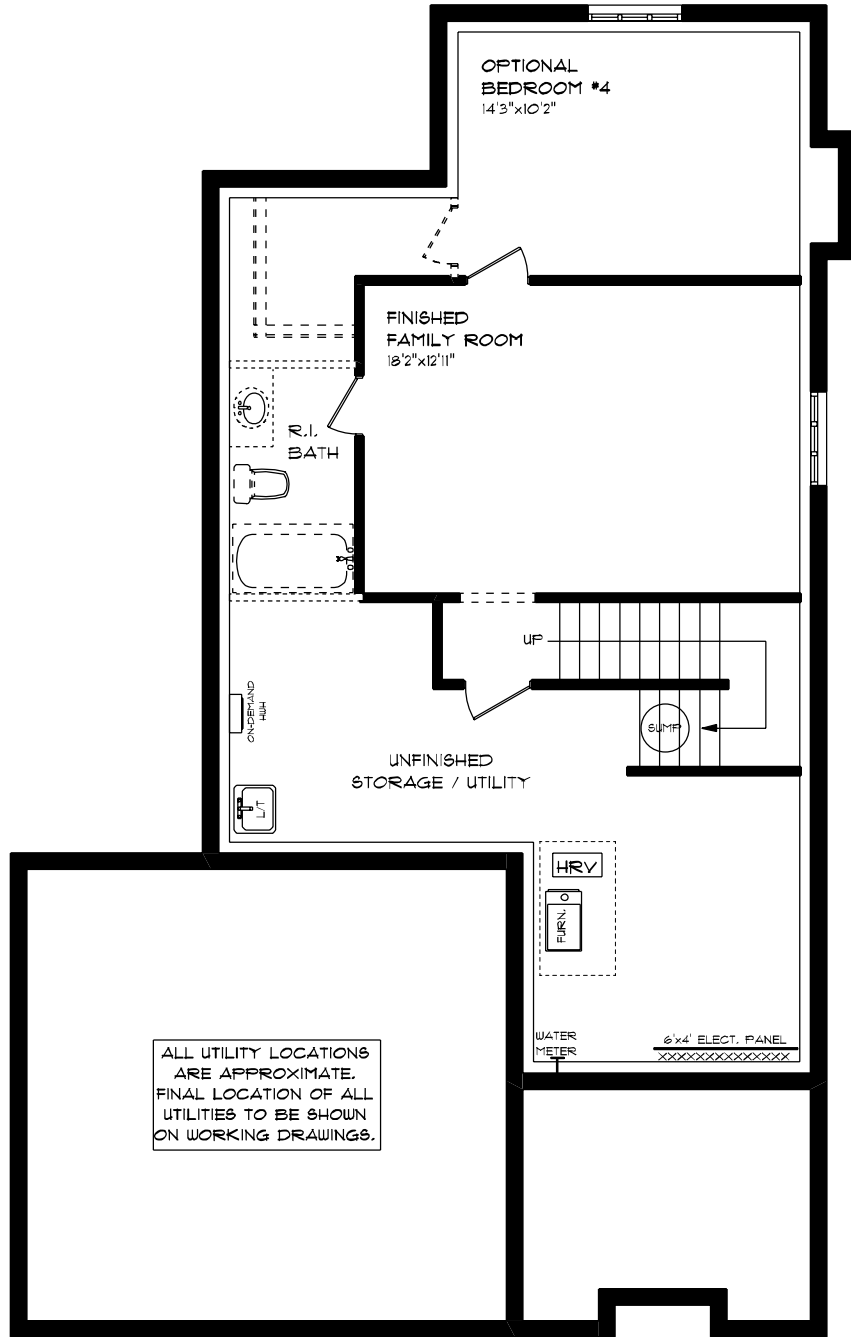 OPTIONAL
BEDROOM #4
14'3"x10'2"
FINISHED
FAMILY ROOM
18'2"x12'11"
R.I.
BATH
UP
ON-DEMAND
HWH
SUMP
UNFINISHED
STORAGE / UTILITY
L/T
HRV
FURN.
WATER
METER
6'x4' ELECT. PANEL
ALL UTILITY LOCATIONS
ARE APPROXIMATE.
FINAL LOCATION OF ALL
UTILITIES TO BE SHOWN
ON WORKING DRAWINGS.